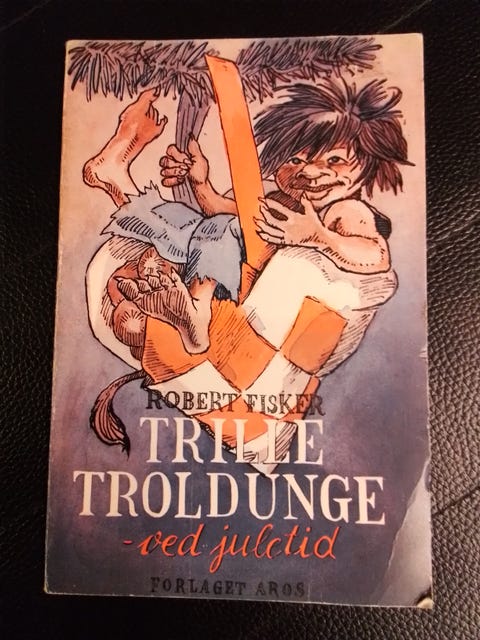 ROBERT FISKER
TRILLE
TROLDUNGE
-ved juletid
FORLAGET AROS